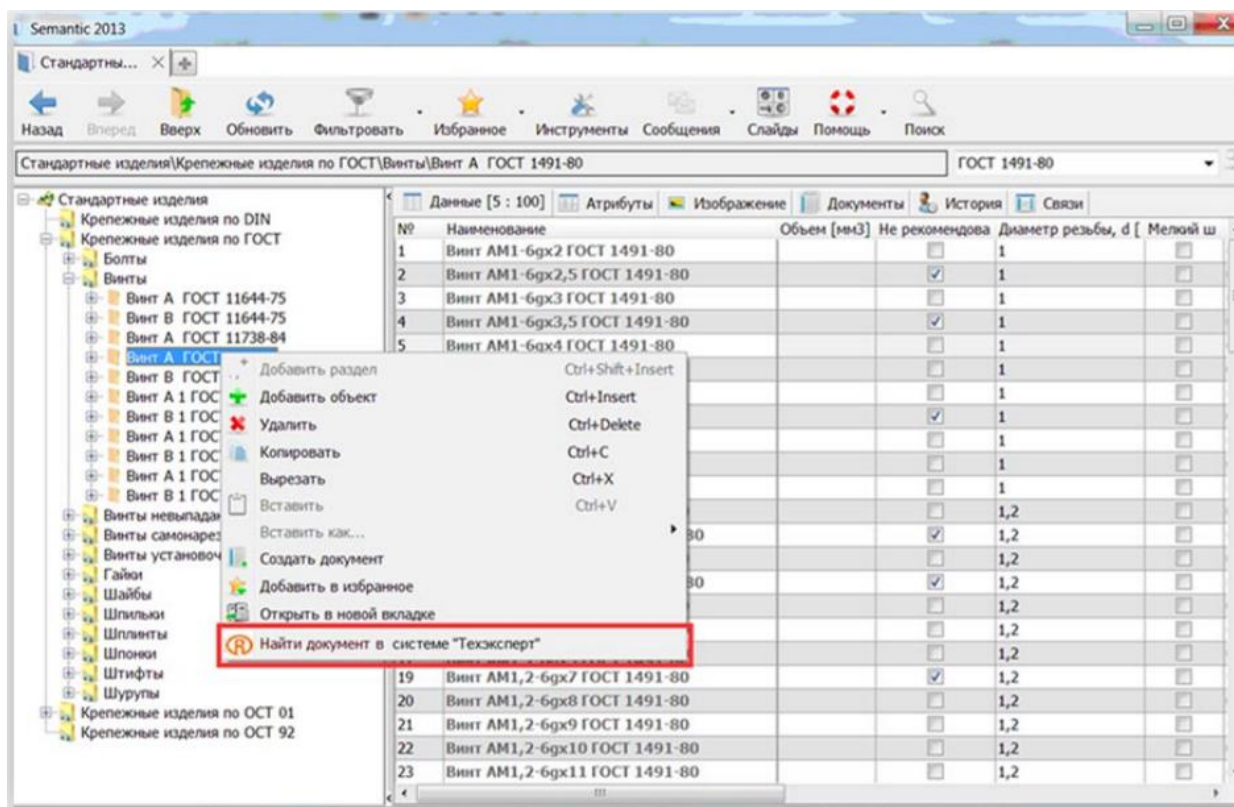 Semantic 2013
Стандартны...
Назад Вперед Вверх Обновить Фильтровать Избранное Инструменты Сообщения Слайды Помощь Поиск
Стандартные изделия\Крепежные изделия по ГОСТ\Винты\Винт А ГОСТ 1491-80 ГОСТ 1491-80
Стандартные изделия
Крепежные изделия по DIN
Крепежные изделия по ГОСТ
Болты
Винты
Винт А ГОСТ 11644-75
Винт В ГОСТ 11644-75
Винт А ГОСТ 11738-84
Винт А ГОСТ
Винт В ГОСТ
Винт А 1 ГОС
Винт В 1 ГОС
Винт А 1 ГОС
Винт В 1 ГОС
Винт А 1 ГОС
Винт В 1 ГОС
Винты невыпадаю
Винты самонарез
Винты установоч
Гайки
Шайбы
Шпильки
Шплинты
Шпонки
Штифты
Шурупы
Крепежные изделия по ОСТ 01
Крепежные изделия по ОСТ 92
Данные [5 : 100] Атрибуты Изображение Документы История Связи
№ Наименование Объем [мм3] Не рекомендова Диаметр резьбы, d [ Мелкий ш
1 Винт АМ1-6gx2 ГОСТ 1491-80 1
2 Винт АМ1-6gx2,5 ГОСТ 1491-80 1
3 Винт АМ1-6gx3 ГОСТ 1491-80 1
4 Винт АМ1-6gx3,5 ГОСТ 1491-80 1
5 Винт АМ1-6gx4 ГОСТ 1491-80 1
1
1
1
1
1
1
1,2
80 1,2
1,2
80 1,2
1,2
1,2
1,2
19 Винт АМ1,2-6gx7 ГОСТ 1491-80 1,2
20 Винт АМ1,2-6gx8 ГОСТ 1491-80 1,2
21 Винт АМ1,2-6gx9 ГОСТ 1491-80 1,2
22 Винт АМ1,2-6gx10 ГОСТ 1491-80 1,2
23 Винт АМ1,2-6gx11 ГОСТ 1491-80 1,2
Добавить раздел Ctrl+Shift+Insert
Добавить объект Ctrl+Insert
Удалить Ctrl+Delete
Копировать Ctrl+C
Вырезать Ctrl+X
Вставить Ctrl+V
Вставить как...
Создать документ
Добавить в избранное
Открыть в новой вкладке
Найти документ в системе "Техэксперт"